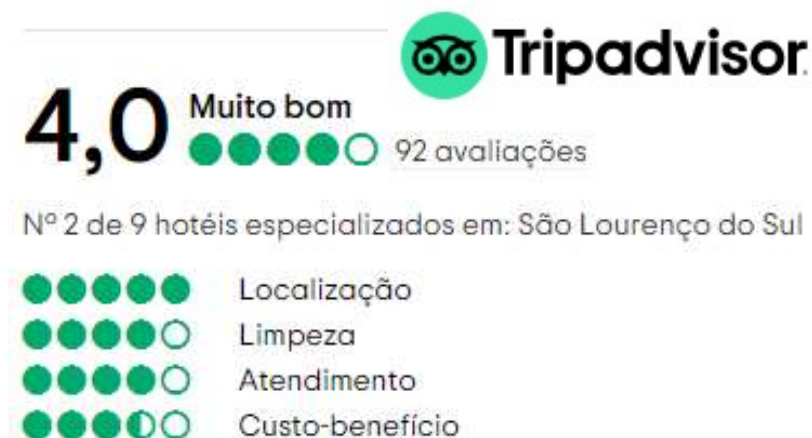 Tripadvisor
4,0 Muito bom
92 avaliações
Nº 2 de 9 hotéis especializados em: São Lourenço do Sul
Localização
Limpeza
Atendimento
Custo-benefício